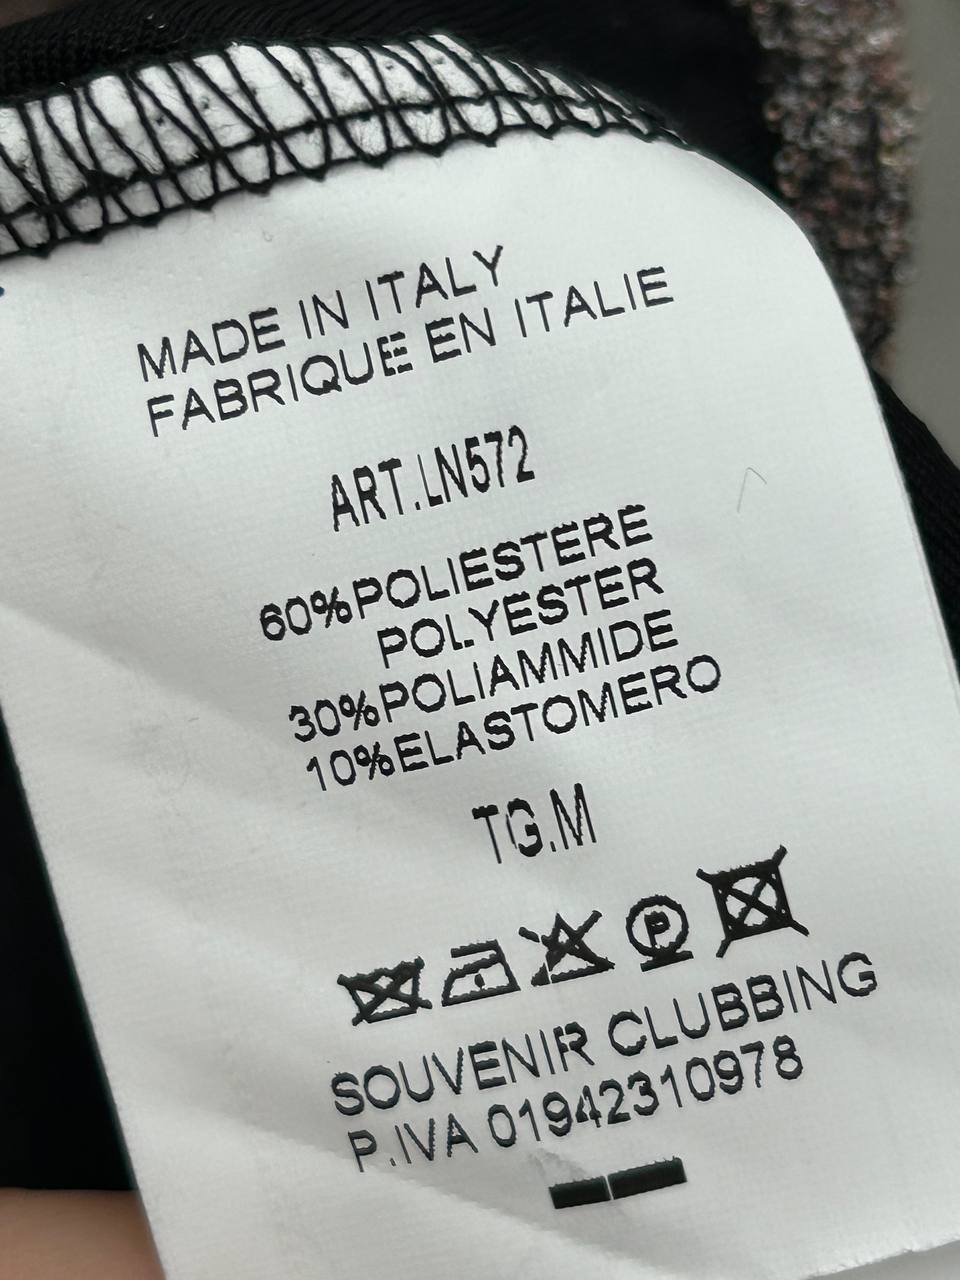 MADE IN ITALY
FABRIQUE EN ITALIE
ART.LN572
60%POLIESTERE
POLYESTER
30%POLIAMMIDE
10%ELASTOMERO
TG.M
P
SOUVENIR CLUBBING
P.IVA 01942310978